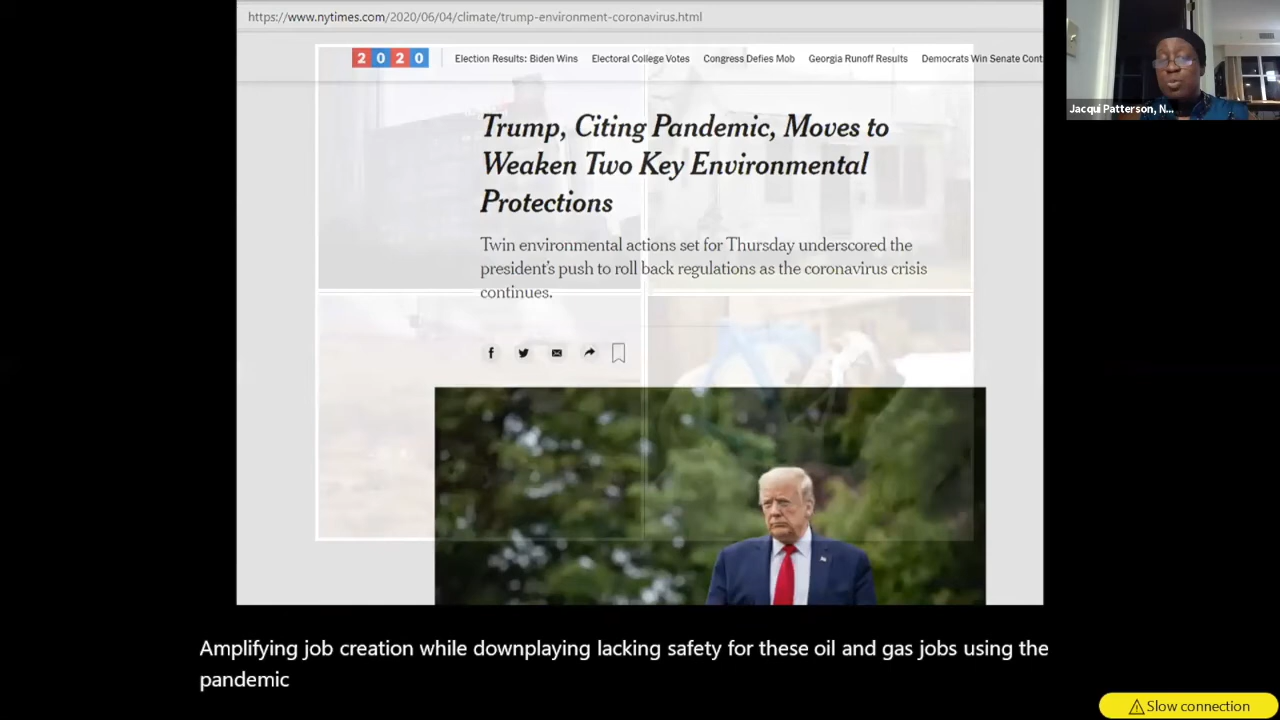 https://www.nytimes.com/2020/06/04/climate/trump-environment-coronavirus.html
2020 Election Results: Biden Wins Electoral College Votes Congress Defies Mob Georgia Runoff Results Democrats Win Senate Cont
Trump, Citing Pandemic, Moves to
Weaken Two Key Environmental
Protections
Twin environmental actions set for Thursday underscored the
president's push to roll back regulations as the coronavirus crisis
continues.
Jacqui Patterson, N...
Amplifying job creation while downplaying lacking safety for these oil and gas jobs using the
pandemic
Slow connection